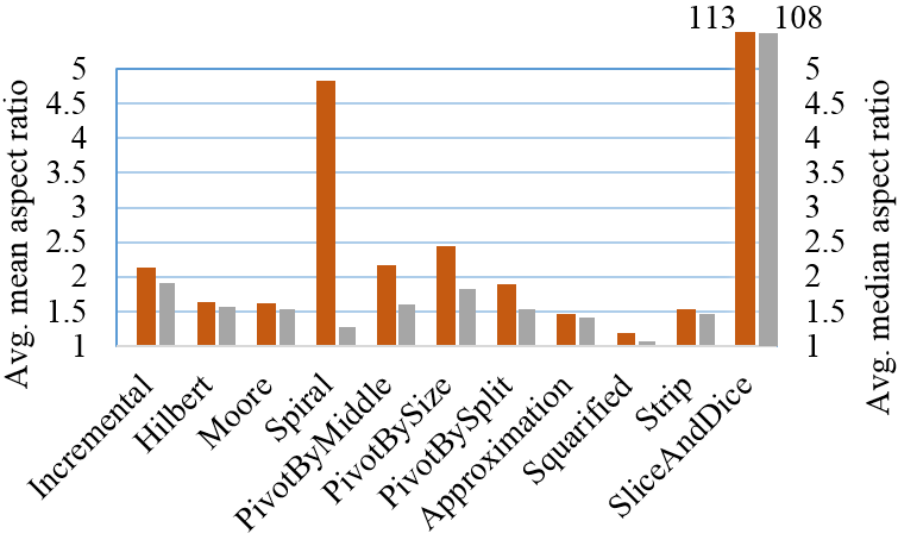 113 108
Avg. mean aspect ratio
5
4.5
4
3.5
3
2.5
2
1.5
1
5
4.5
4
3.5
3
2.5
2
1.5
1
Avg. median aspect ratio
Incremental
Hilbert
Moore
Spiral
PivotByMiddle
PivotBySize
PivotBySplit
Approximation
Squarified
Strip
SliceAndDice